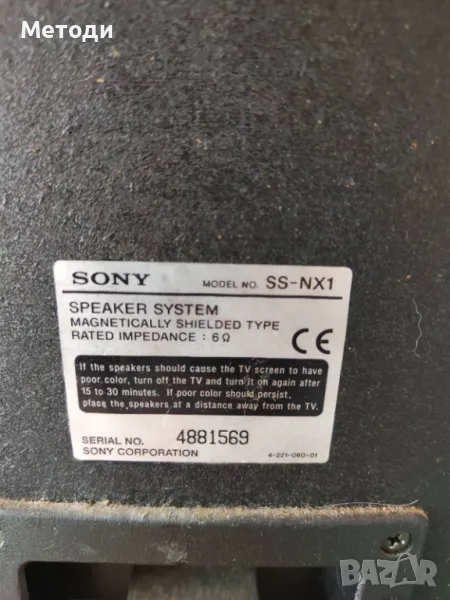 Методи
SONY MODEL NO. SS-NX1
SPEAKER SYSTEM
MAGNETICALLY SHIELDED TYPE
RATED IMPEDANCE : 6 Ω
CE
If the speakers should cause the TV screen to have
poor color, turn off the TV and turn it on again after
15 to 30 minutes. If poor color should persist,
place the speakers at a distance away from the TV.
SERIAL NO. 4881569
SONY CORPORATION 4-221-060-01
BAZAR